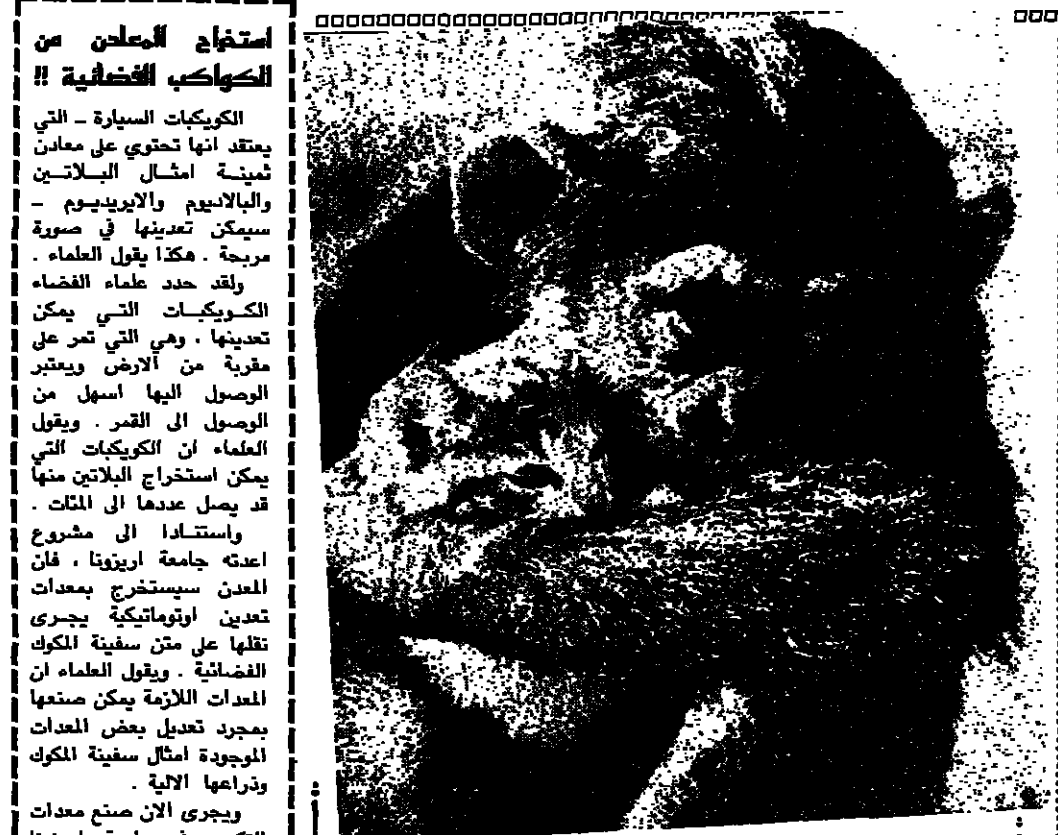 استخراج المعادن من
الكواكب الفضائية !!
الكويكبات السيارة ــ التي
يعتقد انها تحتوي على معادن
ثمينة امثال البلاتين
والبالاديوم والايريديوم ــ
سيمكن تعدينها في صورة
مربحة . هكذا يقول العلماء .
ولقد حدد علماء الفضاء
الكويكبات التي يمكن
تعدينها ، وهي التي تمر على
مقربة من الارض ويعتبر
الوصول اليها اسهل من
الوصول الى القمر . ويقول
العلماء ان الكويكبات التي
يمكن استخراج البلاتين منها
قد يصل عددها الى المئات .
واستنادا الى مشروع
اعدته جامعة اريزونا ، فان
المعدن سيستخرج بمعدات
تعدين اوتوماتيكية يجرى
نقلها على متن سفينة المكوك
الفضائية . ويقول العلماء ان
المعدات اللازمة يمكن صنعها
بمجرد تعديل بعض المعدات
الموجودة امثال سفينة المكوك
وذراعها الالية .
ويجرى الان صنع معدات